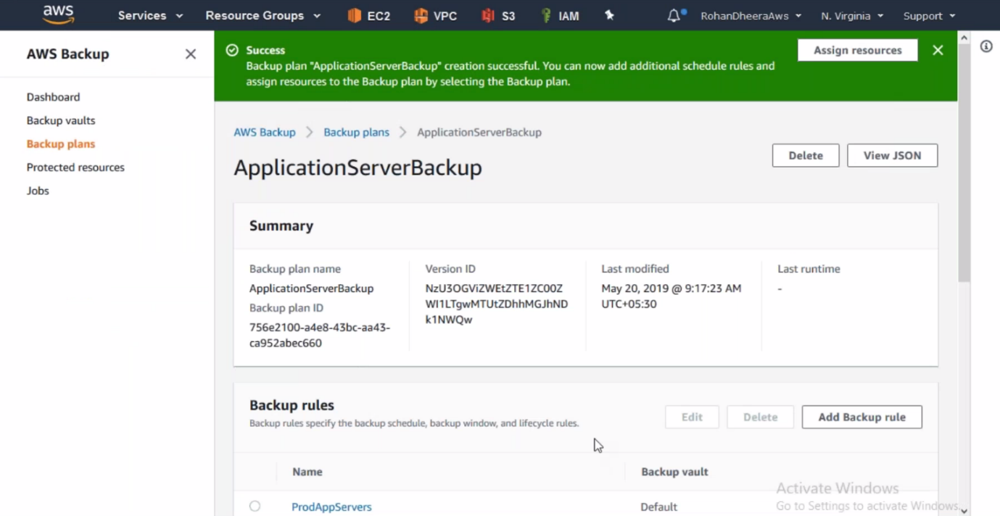 aws
Services
Resource Groups
EC2
VPC
S3
IAM
RohanDheeraAws
N. Virginia
Support
AWS Backup
Dashboard
Backup vaults
Backup plans
Protected resources
Jobs
Success
Backup plan "ApplicationServerBackup" creation successful. You can now add additional schedule rules and
assign resources to the Backup plan by selecting the Backup plan.
Assign resources
AWS Backup
Backup plans
ApplicationServerBackup
ApplicationServerBackup
Delete
View JSON
Summary
Backup plan name
ApplicationServerBackup
Backup plan ID
756e2100-a4e8-43bc-aa43-
ca952abec660
Version ID
NzU3OGViZWEtZTE1ZC00Z
WI1LTgwMTUtZDhhMGJhND
k1NWQw
Last modified
May 20, 2019 @ 9:17:23 AM
UTC+05:30
Last runtime
-
Backup rules
Backup rules specify the backup schedule, backup window, and lifecycle rules.
Edit
Delete
Add Backup rule
Name
Backup vault
ProdAppServers
Default
Activate Windows
Go to Settings to activate Windows.